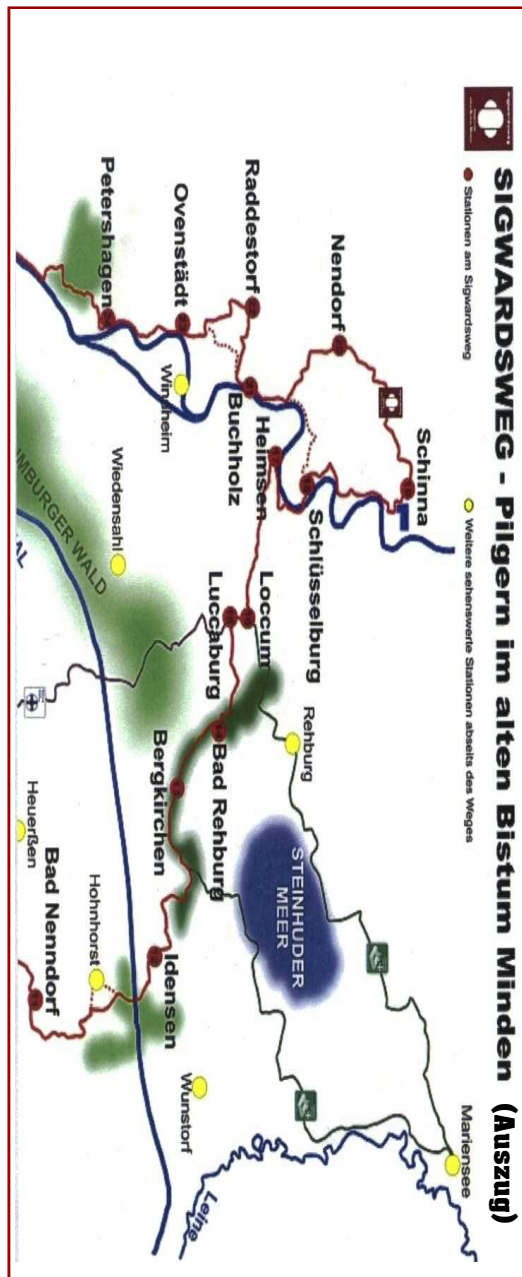 SIGWARDSWEG - Pilgern im alten Bistum Minden (Auszug)
Stationen am Sigwardsweg
Weitere sehenswerte Stationen abseits des Weges
Mariensee
Schinna
Nendorf
Schlüsselburg
Heimsen
Raddestorf
Buchholz
Ovenstädt
Windheim
Petershagen
Loccum
Luccaburg
Rehburg
Bad Rehburg
STEINHUDER
MEER
Bergkirchen
Wiedensahl
Idensen
Wunstorf
Leine
Hohnhorst
Bad Nenndorf
Heuerßen